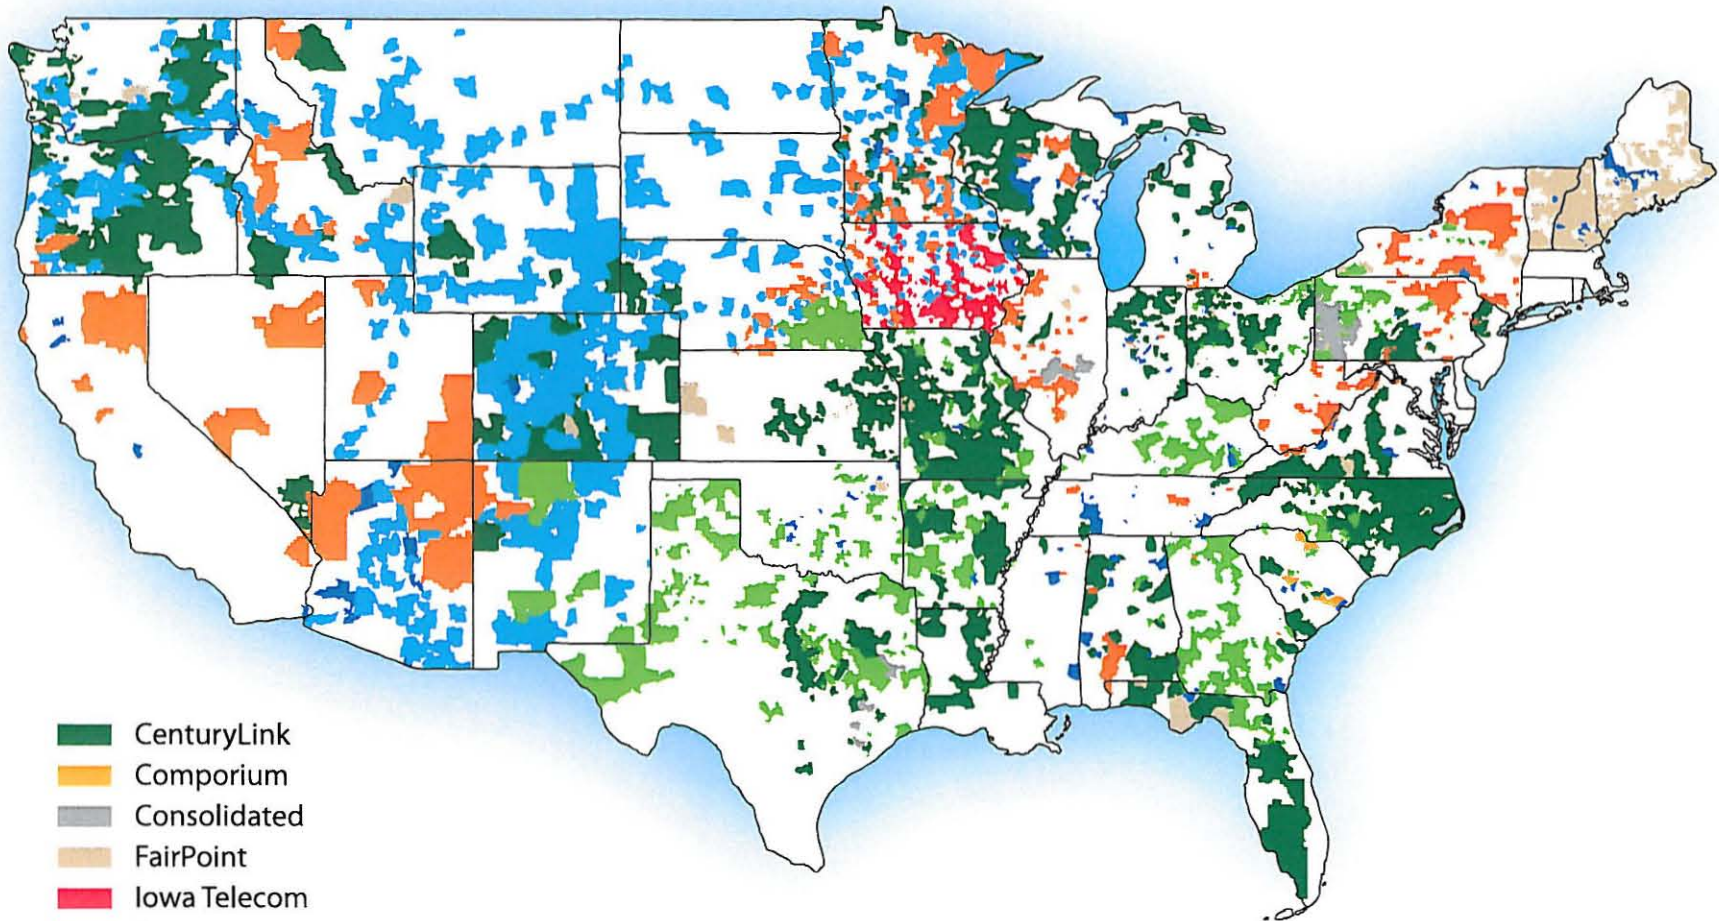 CenturyLink
Comporium
Consolidated
FairPoint
Iowa Telecom